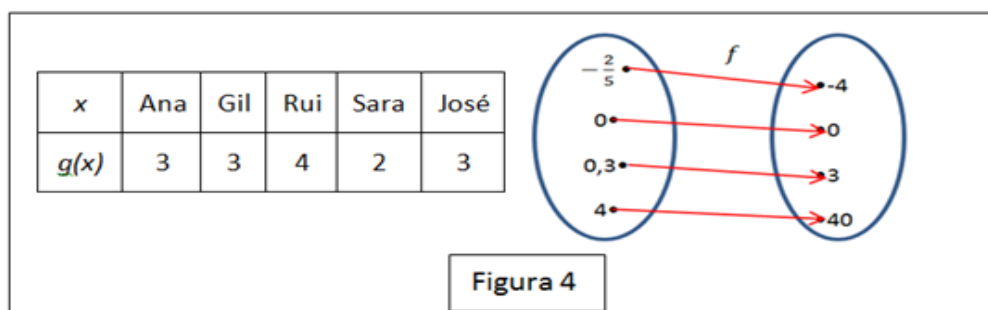 x Ana Gil Rui Sara José
g(x) 3 3 4 2 3
f
-2/5 -4
0 0
0,3 3
4 40
Figura 4